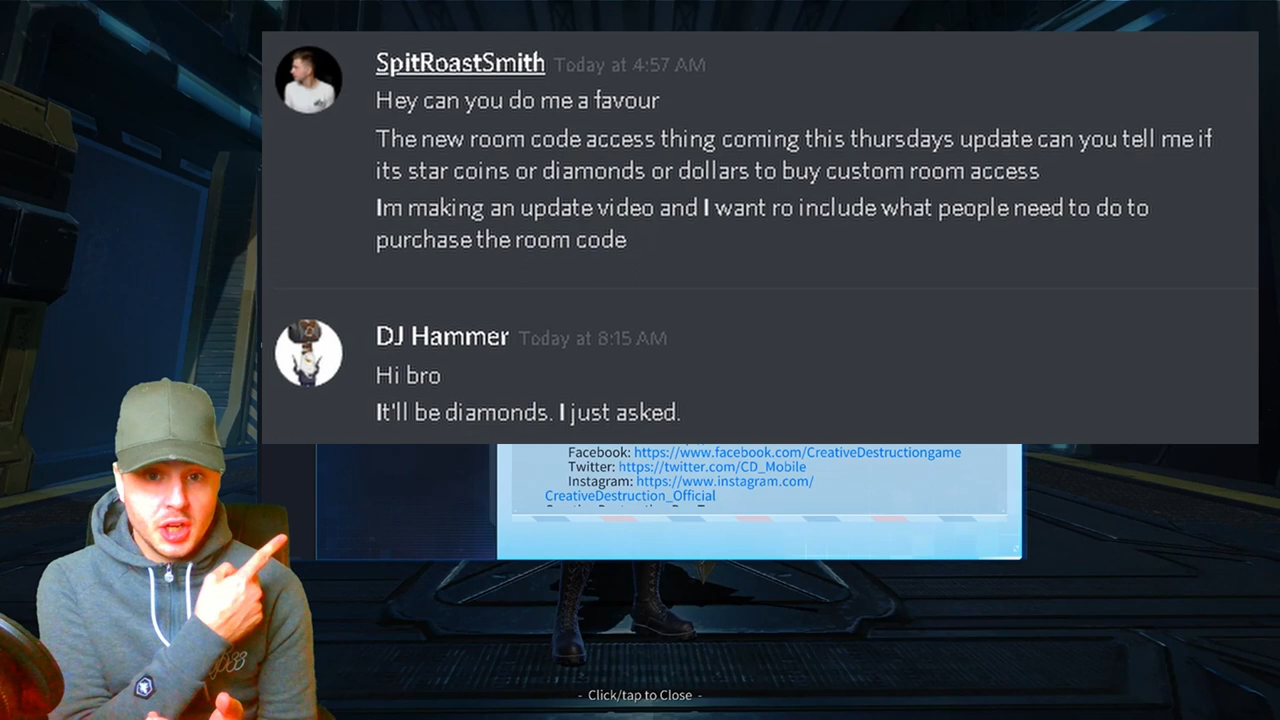 SpitRoastSmith Today at 4:57 AM
Hey can you do me a favour
The new room code access thing coming this thursdays update can you tell me if
its star coins or diamonds or dollars to buy custom room access
Im making an update video and I want ro include what people need to do to
purchase the room code
DJ Hammer Today at 8:15 AM
Hi bro
It'll be diamonds. I just asked.
Facebook: https://www.facebook.com/CreativeDestructiongame
Twitter: https://twitter.com/CD_Mobile
Instagram: https://www.instagram.com/
CreativeDestruction_Official
- Click/tap to Close -